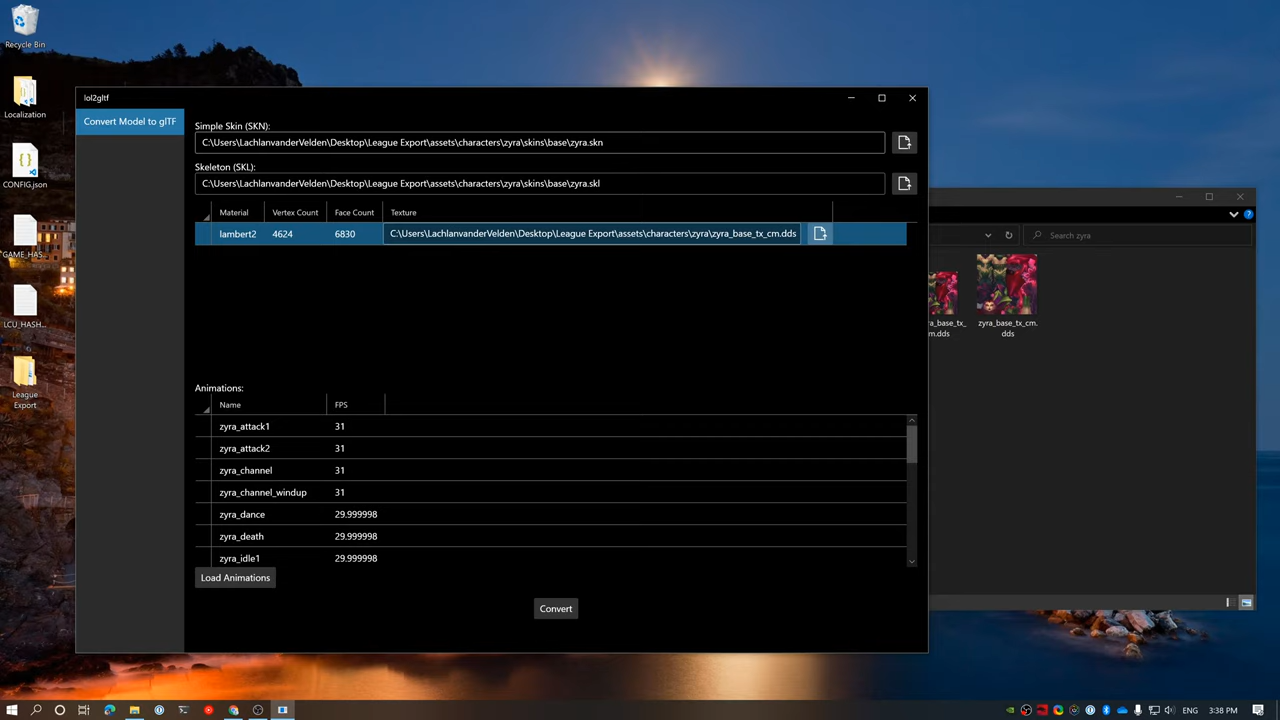 Recycle Bin
Localization
CONFIG.json
GAME_HAS...
LCU_HASH...
League
Export
lol2gltf
Convert Model to glTF
Simple Skin (SKN):
C:\Users\LachlanvanderVelden\Desktop\League Export\assets\characters\zyra\skins\base\zyra.skn
Skeleton (SKL):
C:\Users\LachlanvanderVelden\Desktop\League Export\assets\characters\zyra\skins\base\zyra.skl
Material Vertex Count Face Count Texture
lambert2 4624 6830 C:\Users\LachlanvanderVelden\Desktop\League Export\assets\characters\zyra\zyra_base_tx_cm.dds
Animations:
Name FPS
zyra_attack1 31
zyra_attack2 31
zyra_channel 31
zyra_channel_windup 31
zyra_dance 29.999998
zyra_death 29.999998
zyra_idle1 29.999998
Load Animations
Convert
Search zyra
ra_base_tx_
m.dds
zyra_base_tx_cm.
dds
ENG
3:38 PM